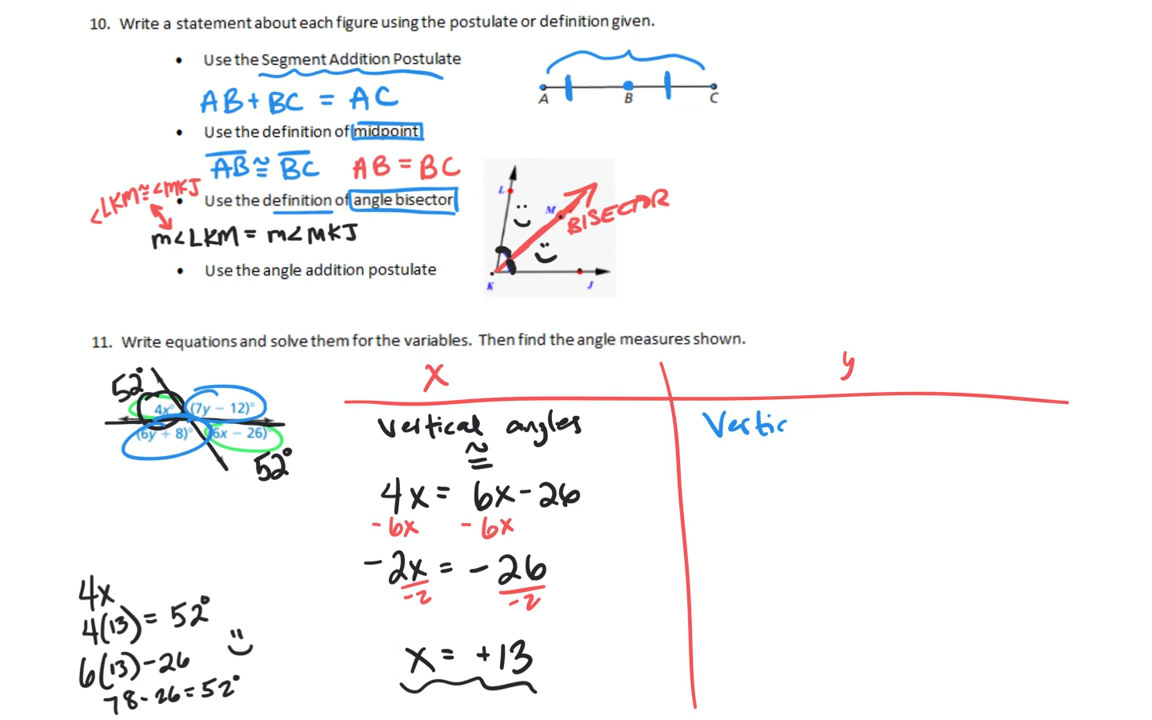 10. Write a statement about each figure using the postulate or definition given.
• Use the Segment Addition Postulate
AB + BC = AC
A B C
• Use the definition of midpoint
AB ≅ BC AB = BC
∠LKM ≅ ∠MKJ
• Use the definition of angle bisector
m∠LKM = m∠MKJ
L M BISECTOR
K J
• Use the angle addition postulate
11. Write equations and solve them for the variables. Then find the angle measures shown.
52°
4x° (7y − 12)°
(6y + 8)° (6x − 26)°
52°
x
vertical angles
≅
4x = 6x - 26
-6x -6x
-2x = -26
-2 -2
x = +13
y
Vertic
4x
4(13) = 52°
6(13) - 26
78 - 26 = 52°